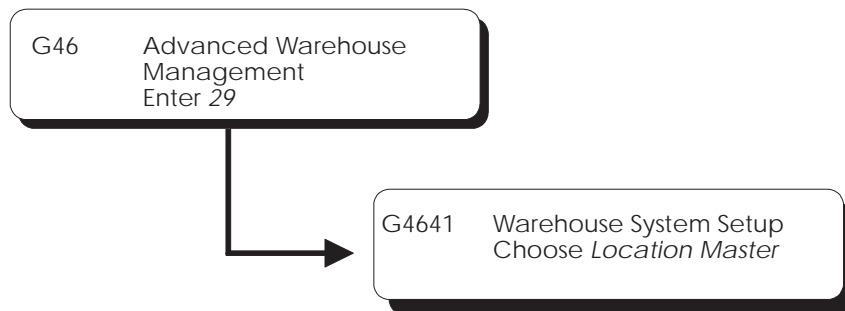 G46 Advanced Warehouse
Management
Enter 29
G4641 Warehouse System Setup
Choose Location Master